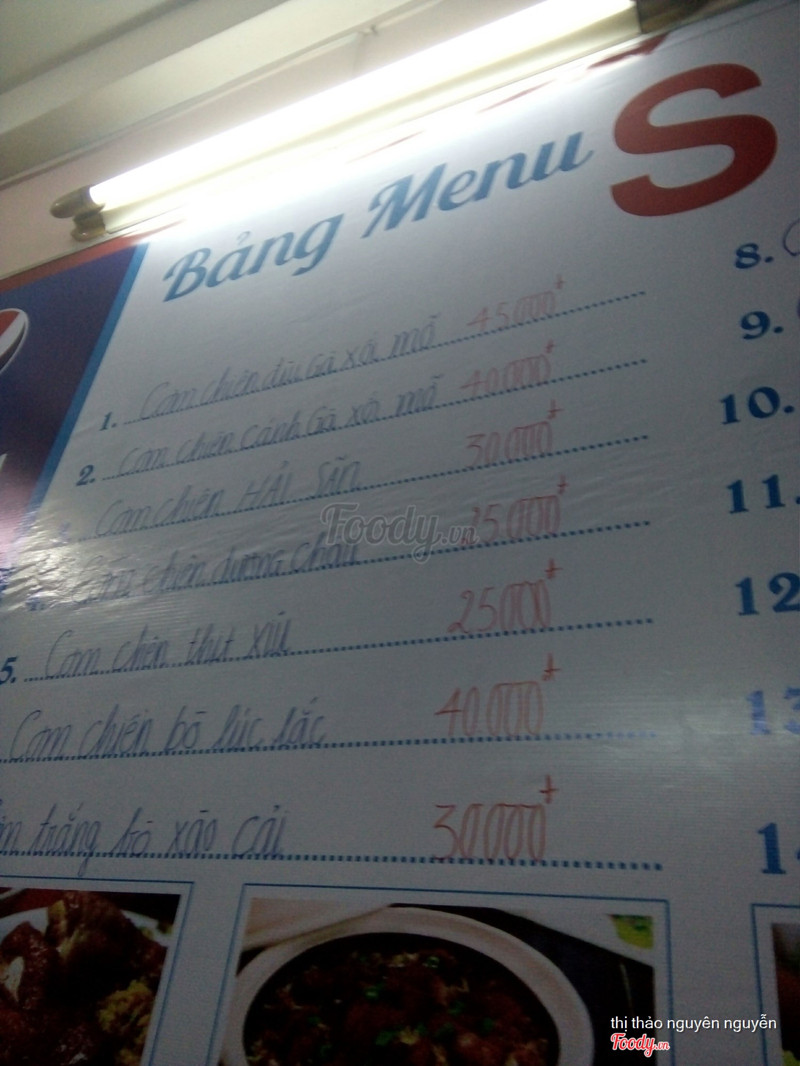 Bảng Menu S
1. Cơm chiên đùi Gà xối mỡ 45.000đ
2. Cơm chiên cánh Gà xối mỡ 40.000đ
Cơm chiên HẢI SẢN 30.000đ
chiên dương châu 25.000đ
5. Cơm chiên thịt xíu 25.000đ
Cơm chiên bò lúc lắc 40.000đ
trắng bò xào cải 30.000đ
8.
9.
10.
11.
12
13
Foody.vn
thị thảo nguyên nguyễn
Foody.vn